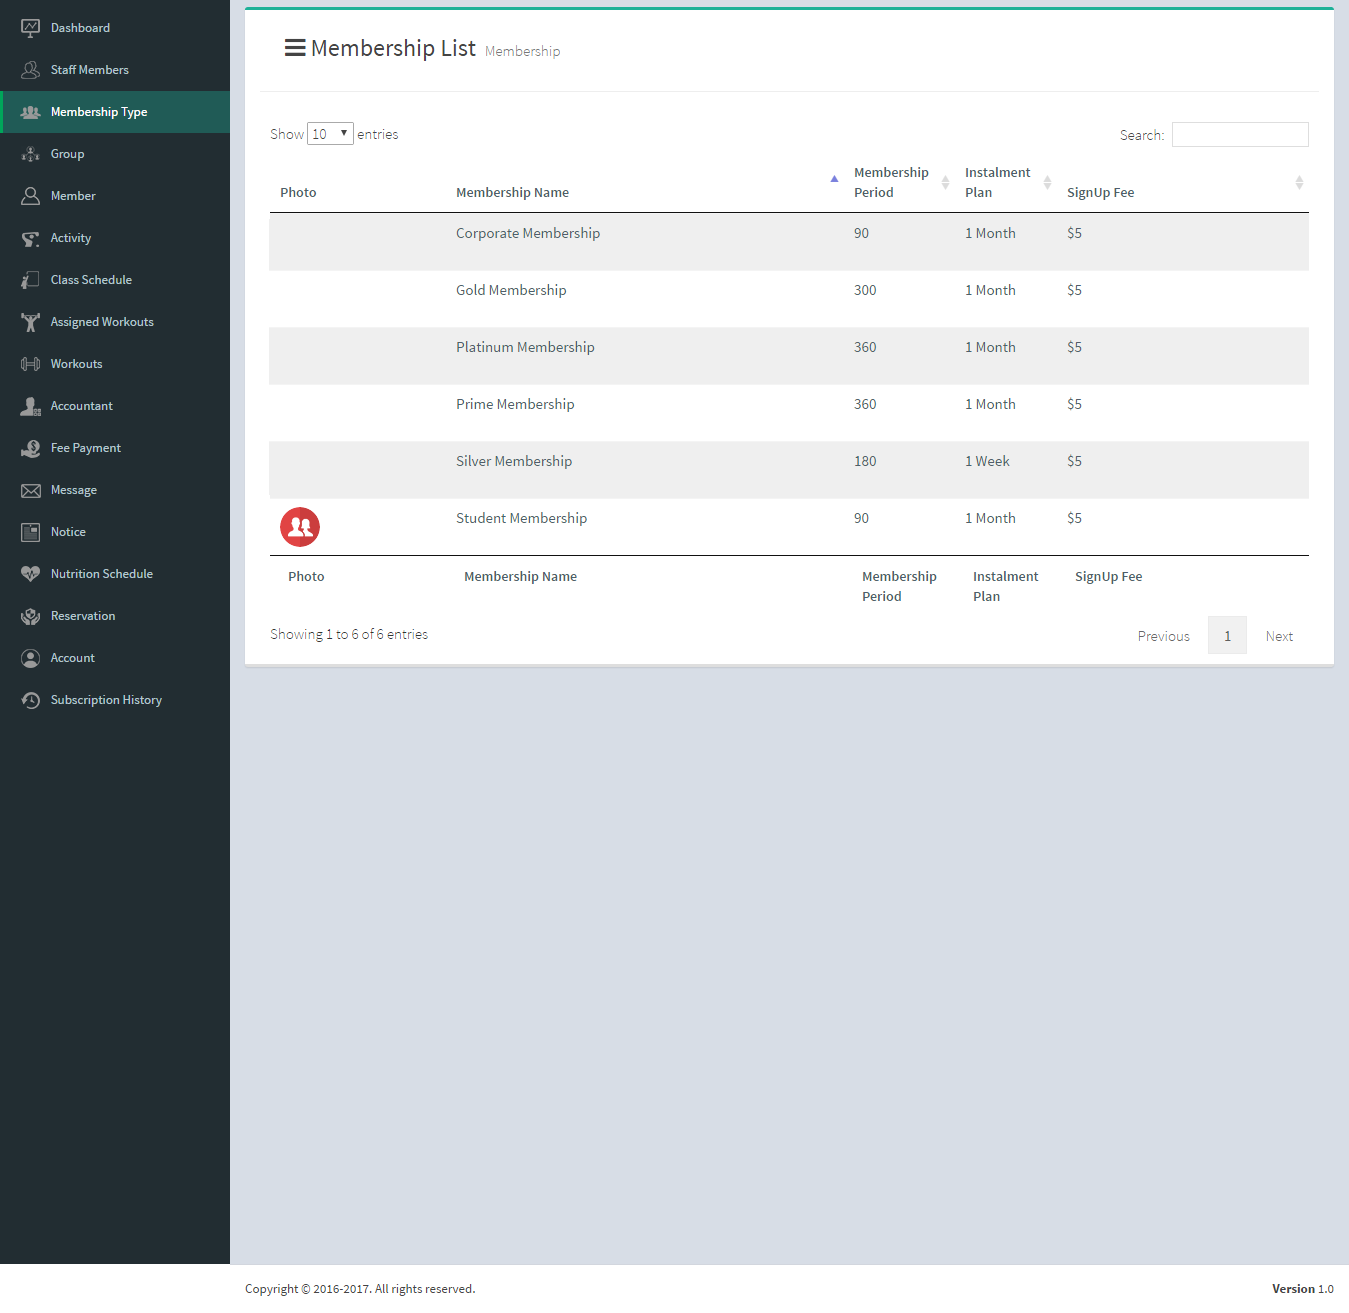 Dashboard
Staff Members
Membership Type
Group
Member
Activity
Class Schedule
Assigned Workouts
Workouts
Accountant
Fee Payment
Message
Notice
Nutrition Schedule
Reservation
Account
Subscription History
Membership List Membership
Show 10 entries Search:
Photo Membership Name Membership Period Instalment Plan SignUp Fee
Corporate Membership 90 1 Month $5
Gold Membership 300 1 Month $5
Platinum Membership 360 1 Month $5
Prime Membership 360 1 Month $5
Silver Membership 180 1 Week $5
Student Membership 90 1 Month $5
Photo Membership Name Membership Period Instalment Plan SignUp Fee
Showing 1 to 6 of 6 entries Previous 1 Next
Copyright © 2016-2017. All rights reserved. Version 1.0